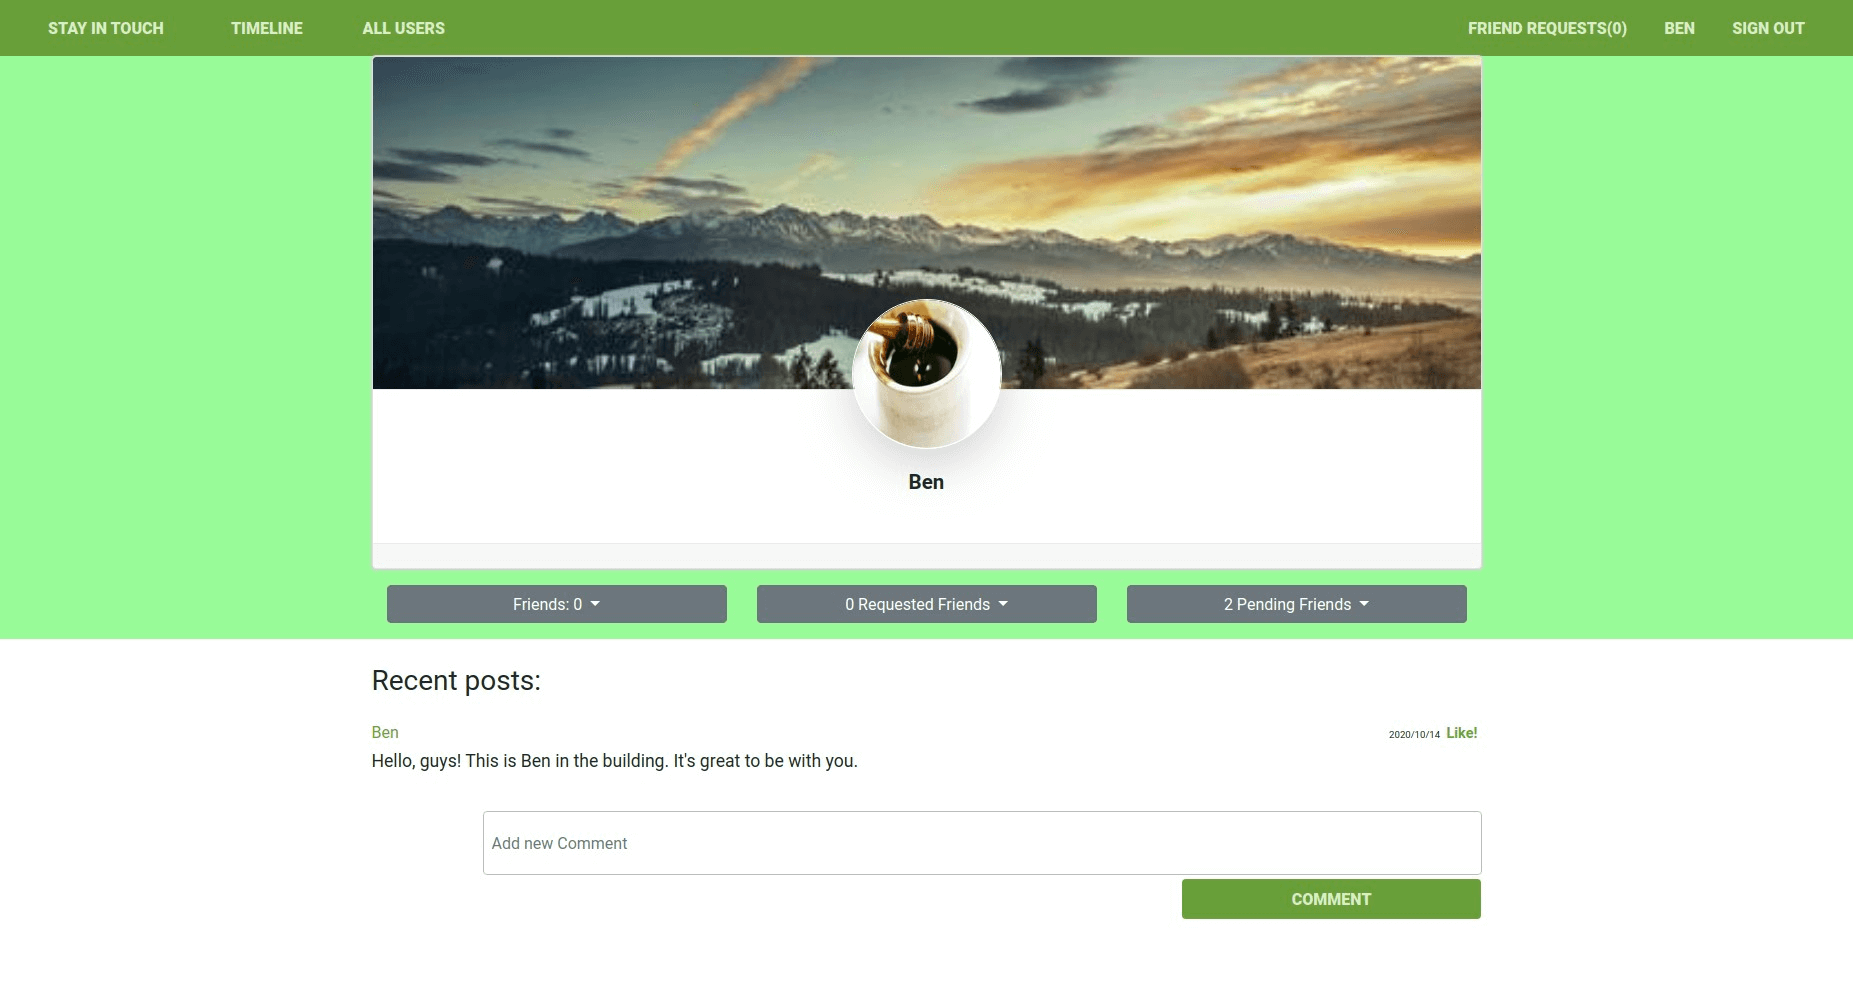 STAY IN TOUCH TIMELINE ALL USERS FRIEND REQUESTS(0) BEN SIGN OUT
Ben
Friends: 0 0 Requested Friends 2 Pending Friends
Recent posts:
Ben 2020/10/14 Like!
Hello, guys! This is Ben in the building. It's great to be with you.
Add new Comment
COMMENT